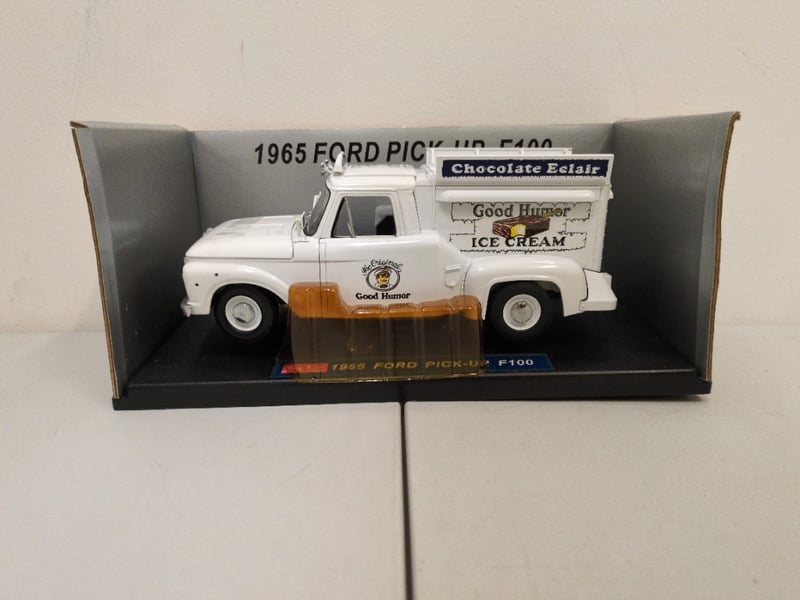 1965 FORD PICK-UP F100
Chocolate Eclair
Good Humor
ICE CREAM
The Original
Good Humor
1965 FORD PICK-UP F100